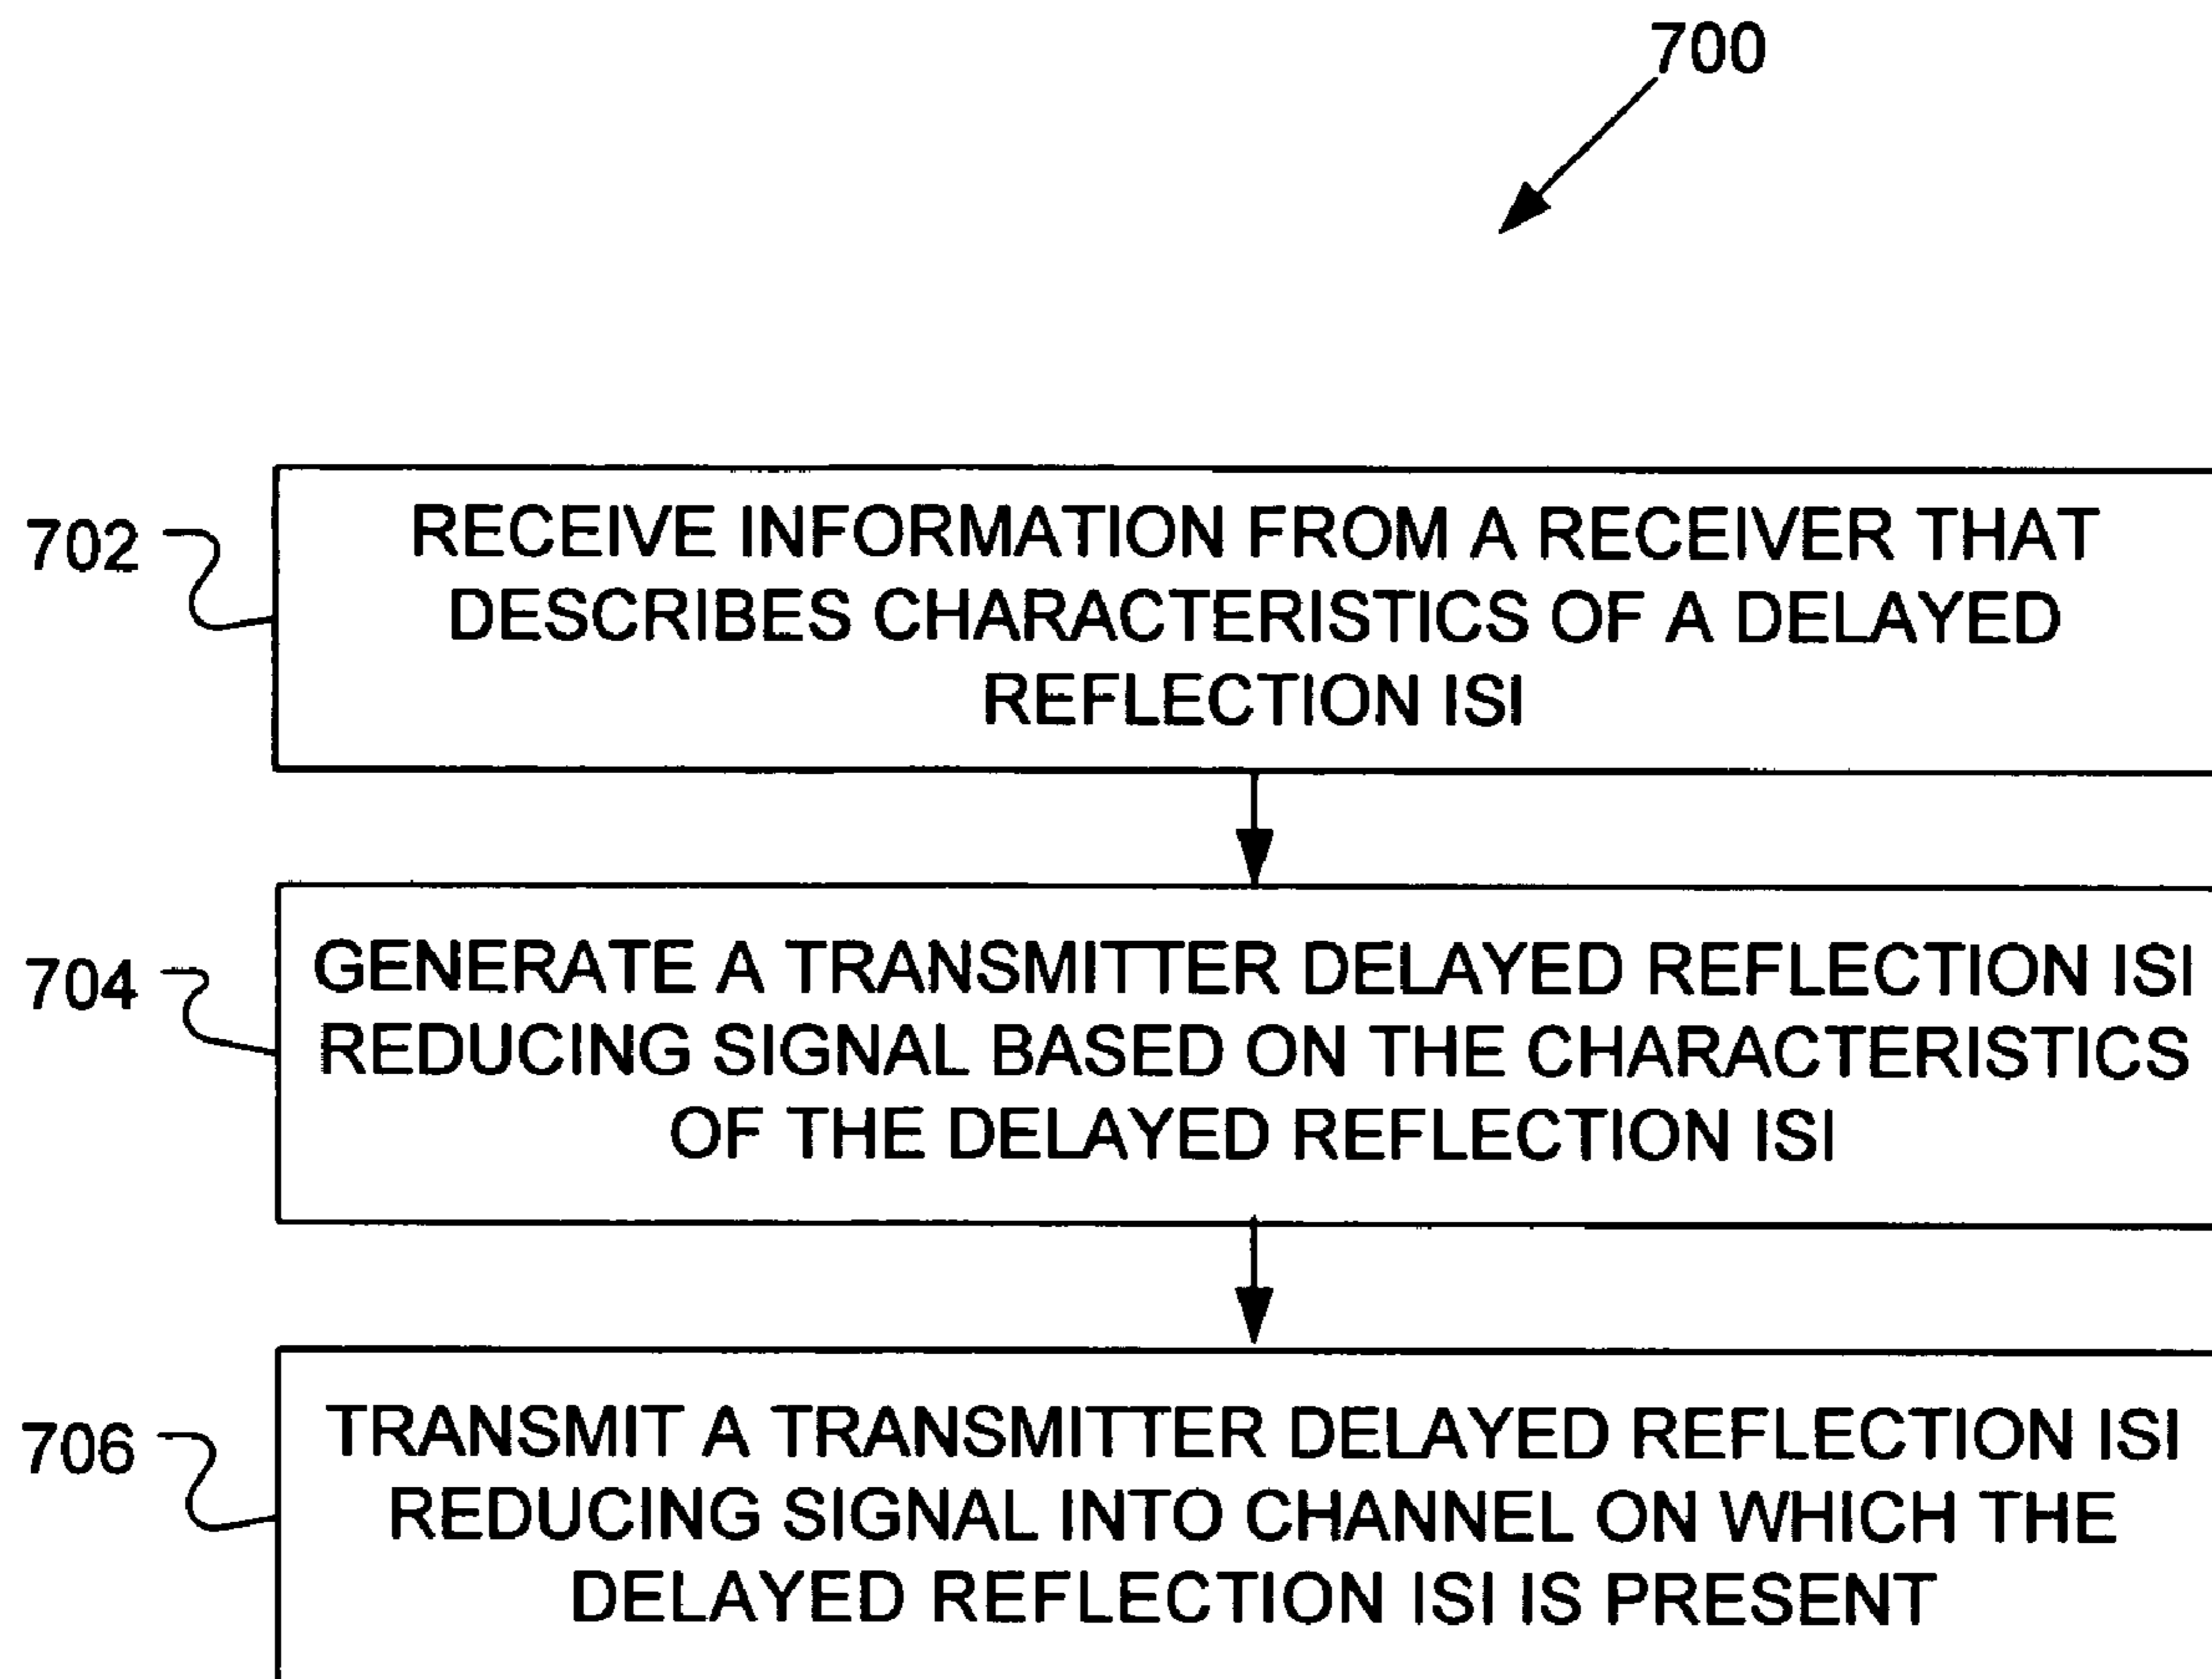 700
702
RECEIVE INFORMATION FROM A RECEIVER THAT
DESCRIBES CHARACTERISTICS OF A DELAYED
REFLECTION ISI
704
GENERATE A TRANSMITTER DELAYED REFLECTION ISI
REDUCING SIGNAL BASED ON THE CHARACTERISTICS
OF THE DELAYED REFLECTION ISI
706
TRANSMIT A TRANSMITTER DELAYED REFLECTION ISI
REDUCING SIGNAL INTO CHANNEL ON WHICH THE
DELAYED REFLECTION ISI IS PRESENT